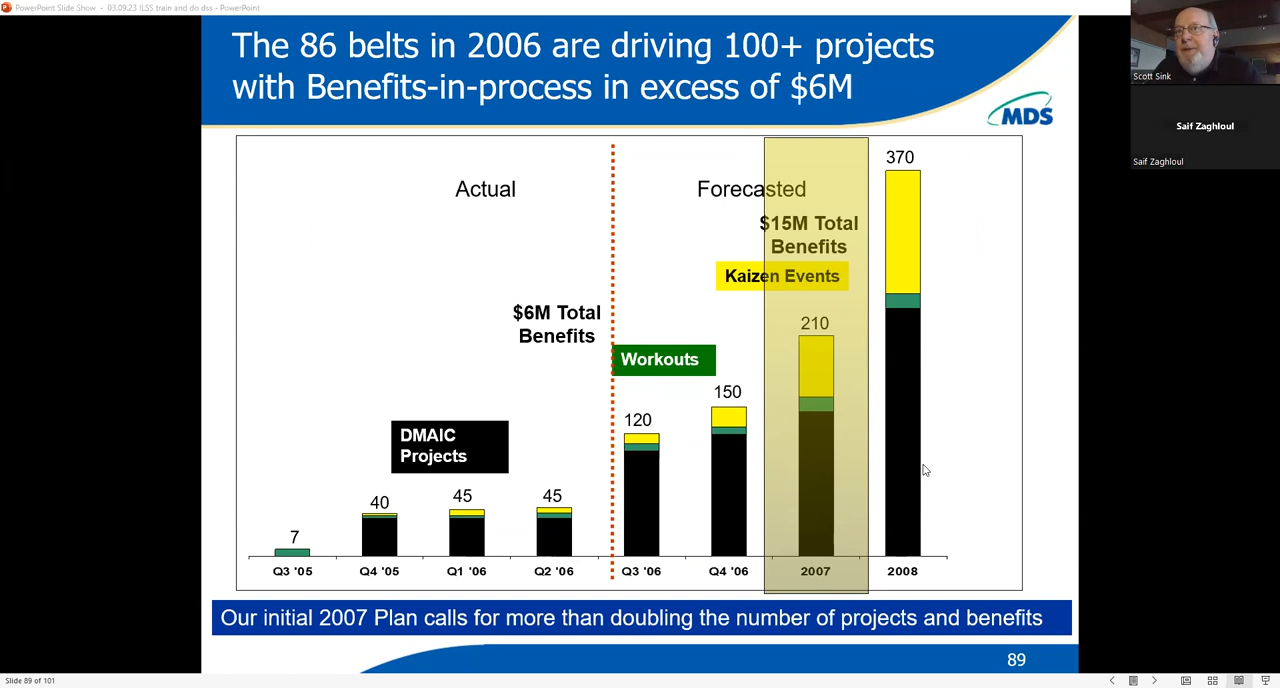 PowerPoint Slide Show - 03.09.23 ILSS train and do dss - PowerPoint
The 86 belts in 2006 are driving 100+ projects
with Benefits-in-process in excess of $6M
MDS
Scott Sink
Saif Zaghloul
Saif Zaghloul
Actual
Forecasted
370
$15M Total
Benefits
Kaizen Events
$6M Total
Benefits
210
Workouts
150
120
DMAIC
Projects
7
40
45
45
Q3 '05
Q4 '05
Q1 '06
Q2 '06
Q3 '06
Q4 '06
2007
2008
Our initial 2007 Plan calls for more than doubling the number of projects and benefits
89
Slide 89 of 101